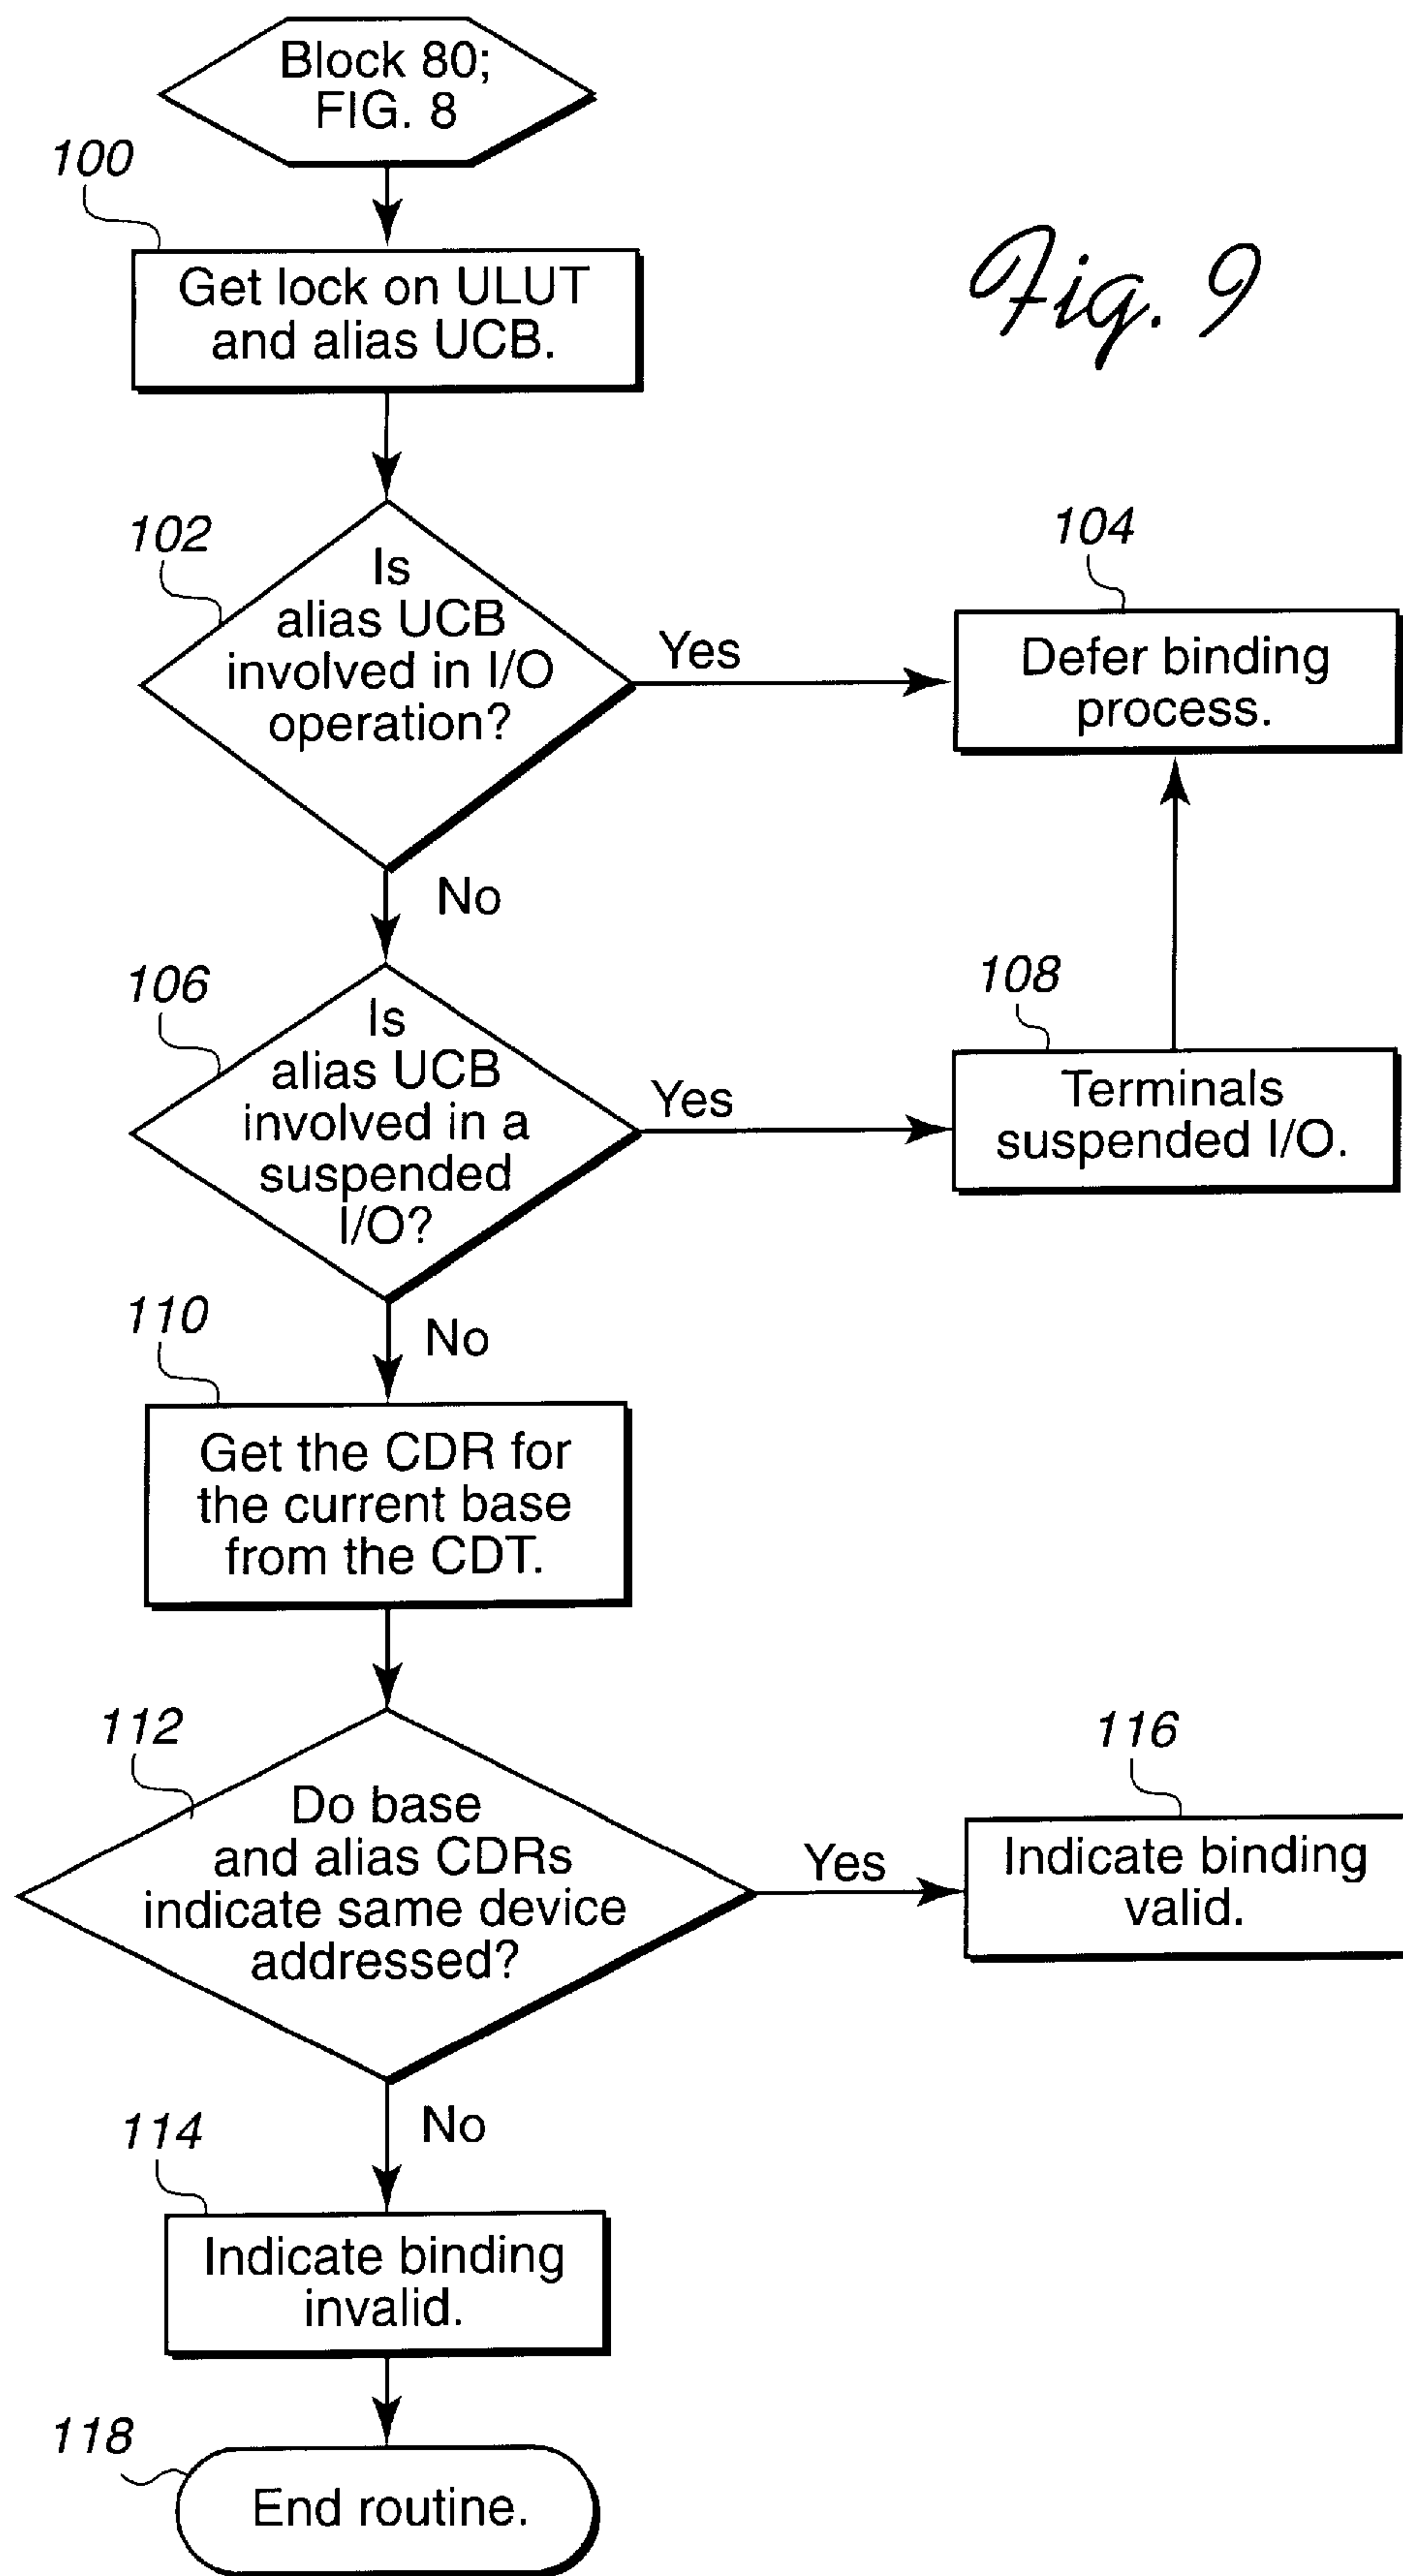 Block 80;
FIG. 8
100
Get lock on ULUT
and alias UCB.
Fig. 9
102
Is
alias UCB
involved in I/O
operation?
Yes
104
Defer binding
process.
No
106
Is
alias UCB
involved in a
suspended
I/O?
Yes
108
Terminals
suspended I/O.
No
110
Get the CDR for
the current base
from the CDT.
112
Do base
and alias CDRs
indicate same device
addressed?
Yes
116
Indicate binding
valid.
No
114
Indicate binding
invalid.
118
End routine.